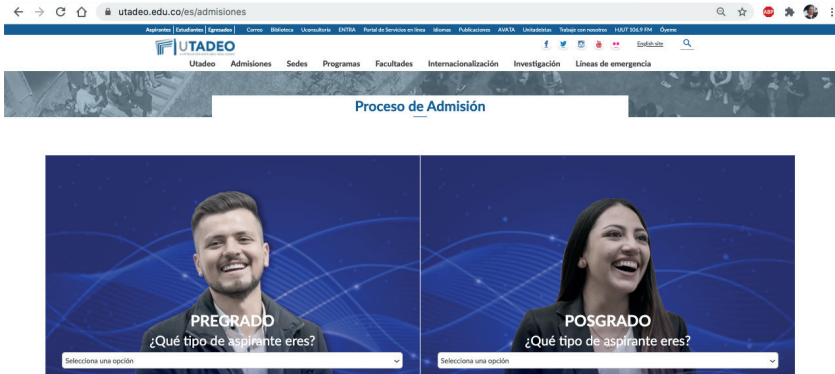 utadeo.edu.co/es/admisiones
ABP
Aspirantes | Estudiantes | Egresados | Correo Biblioteca Uconsultoría ENTRA Portal de Servicios en línea Idiomas Publicaciones AVATA Unitadeístas Trabaje con nosotros HJUT 106.9 FM Óyeme
UTADEO
English site
Utadeo Admisiones Sedes Programas Facultades Internacionalización Investigación Líneas de emergencia
Proceso de Admisión
PREGRADO
¿Qué tipo de aspirante eres?
Selecciona una opción
POSGRADO
¿Qué tipo de aspirante eres?
Selecciona una opción